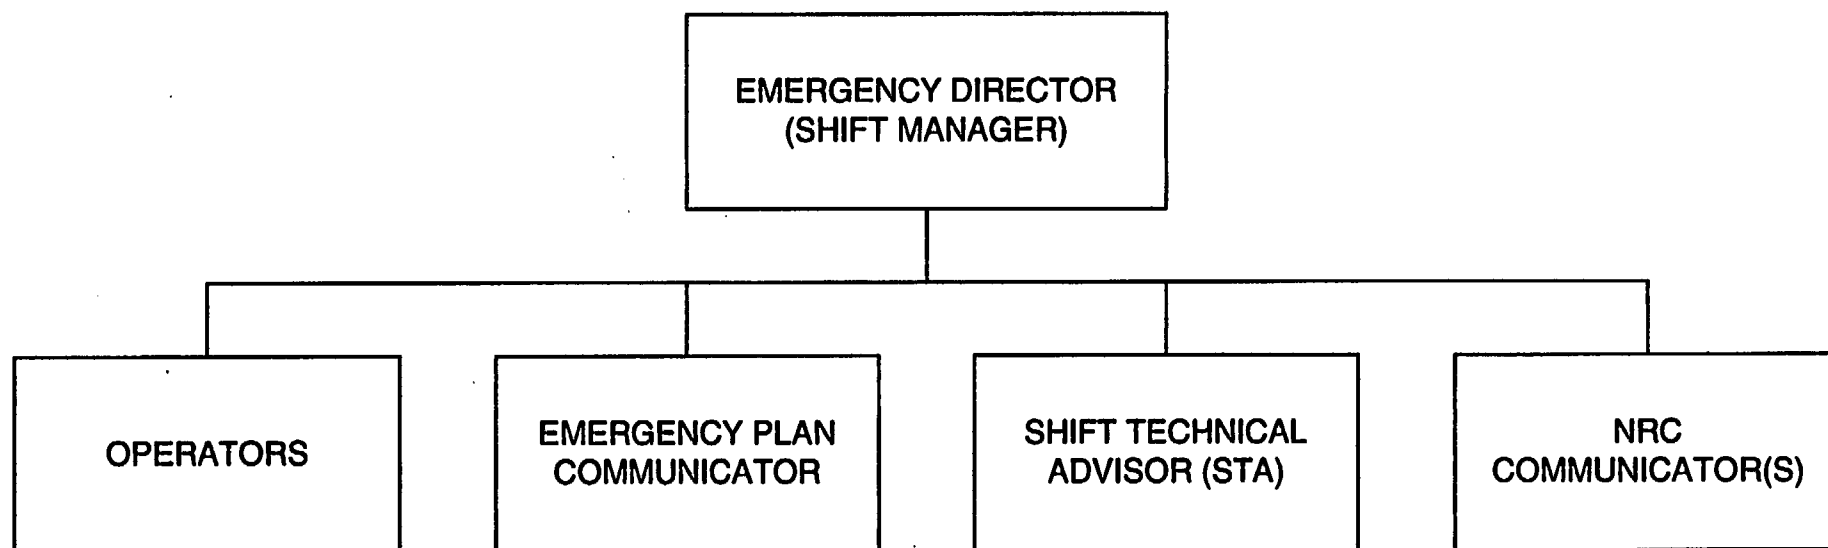 EMERGENCY DIRECTOR
(SHIFT MANAGER)
OPERATORS
EMERGENCY PLAN
COMMUNICATOR
SHIFT TECHNICAL
ADVISOR (STA)
NRC
COMMUNICATOR(S)